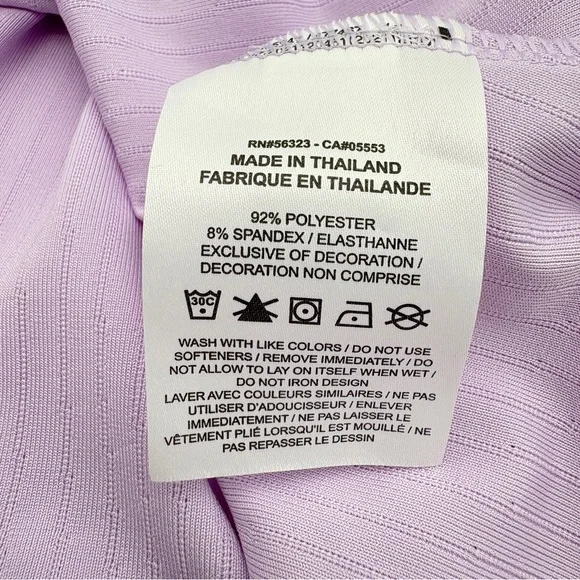 RN#56323 - CA#05553
MADE IN THAILAND
FABRIQUE EN THAILANDE
92% POLYESTER
8% SPANDEX / ELASTHANNE
EXCLUSIVE OF DECORATION /
DECORATION NON COMPRISE
30C
WASH WITH LIKE COLORS / DO NOT USE
SOFTENERS / REMOVE IMMEDIATELY / DO
NOT ALLOW TO LAY ON ITSELF WHEN WET /
DO NOT IRON DESIGN
LAVER AVEC COULEURS SIMILAIRES / NE PAS
UTILISER D'ADOUCISSEUR / ENLEVER
IMMEDIATEMENT / NE PAS LAISSER LE
VÊTEMENT PLIÉ LORSQU'IL EST MOUILLÉ / NE
PAS REPASSER LE DESSIN